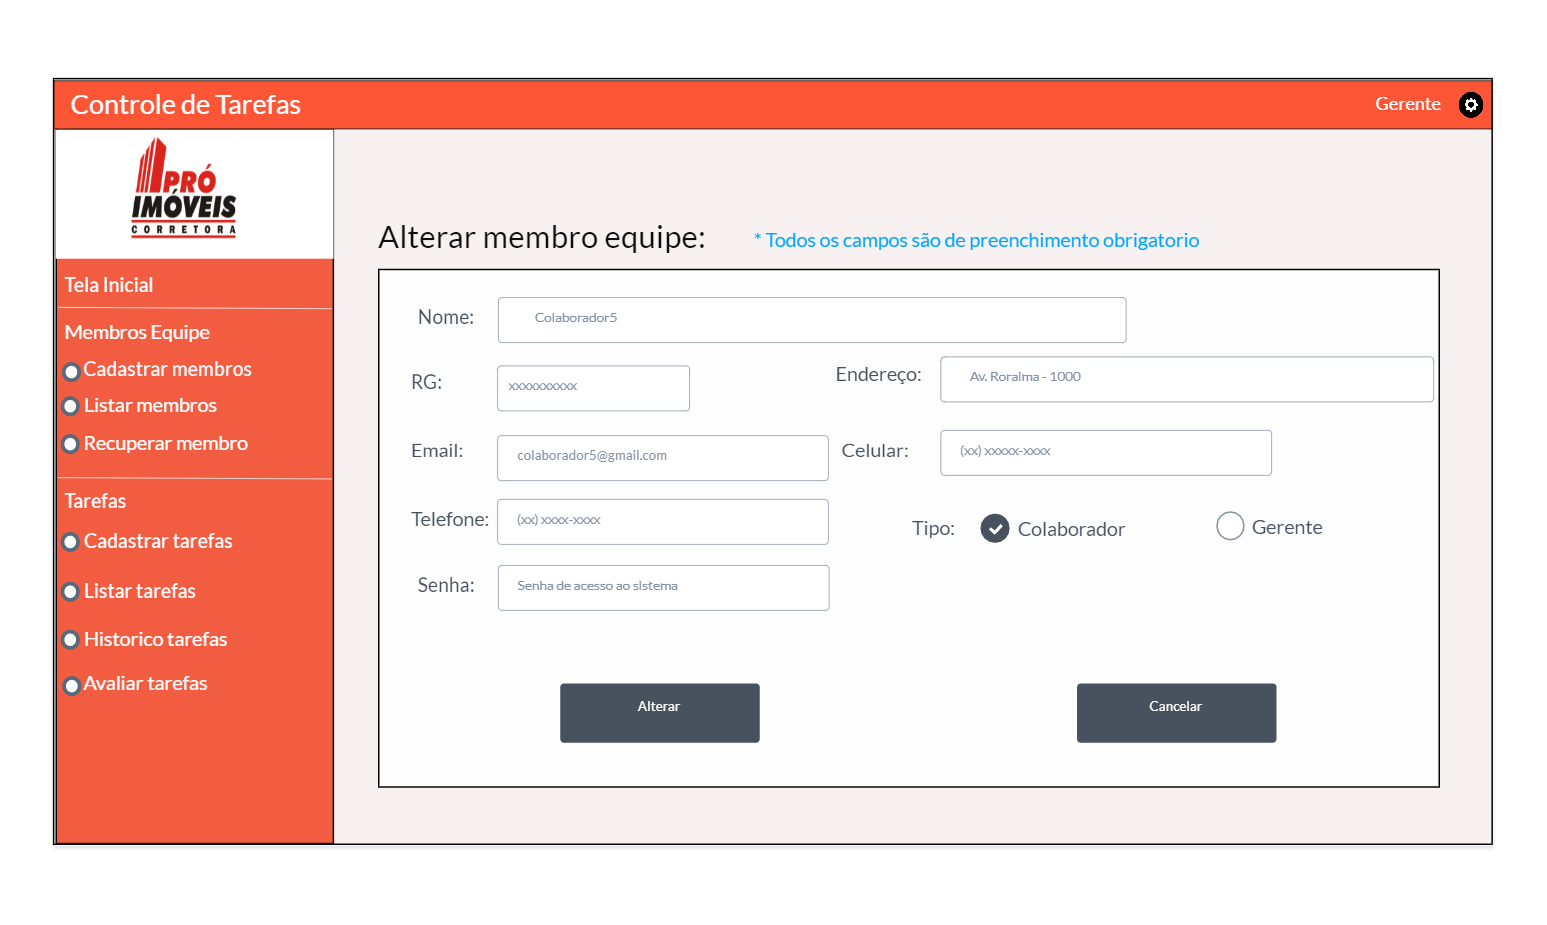 Controle de Tarefas
Gerente
PRÓ
IMÓVEIS
CORRETORA
Tela Inicial
Membros Equipe
Cadastrar membros
Listar membros
Recuperar membro
Tarefas
Cadastrar tarefas
Listar tarefas
Historico tarefas
Avaliar tarefas
Alterar membro equipe:
* Todos os campos são de preenchimento obrigatorio
Nome: Colaborador5
RG: xxxxxxxxxx
Endereço: Av. Roraima - 1000
Email: colaborador5@gmail.com
Celular: (xx) xxxxx-xxxx
Telefone: (xx) xxxx-xxxx
Tipo: Colaborador Gerente
Senha: Senha de acesso ao sistema
Alterar
Cancelar